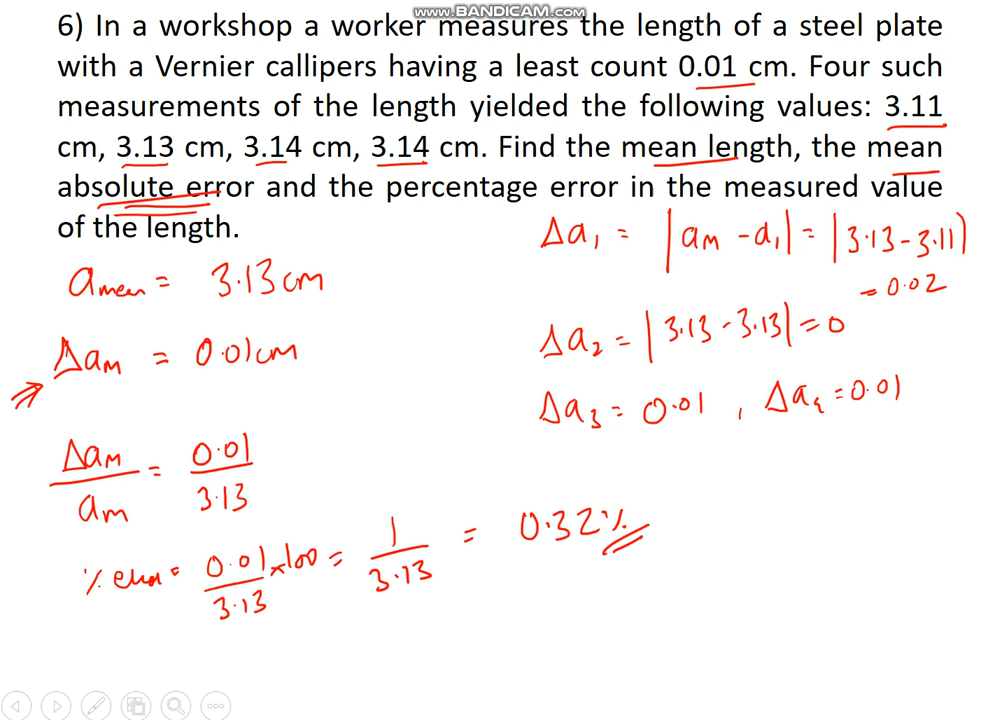 www.BANDICAM.com
6) In a workshop a worker measures the length of a steel plate
with a Vernier callipers having a least count 0.01 cm. Four such
measurements of the length yielded the following values: 3.11
cm, 3.13 cm, 3.14 cm, 3.14 cm. Find the mean length, the mean
absolute error and the percentage error in the measured value
of the length.
a mean = 3.13 cm
Δam = 0.01 cm
Δam / am = 0.01 / 3.13
% error = 0.01 / 3.13 × 100 = 1 / 3.13 = 0.32 %
Δa₁ = |am - a₁| = |3.13 - 3.11|
= 0.02
Δa₂ = |3.13 - 3.13| = 0
Δa₃ = 0.01 , Δa₄ = 0.01